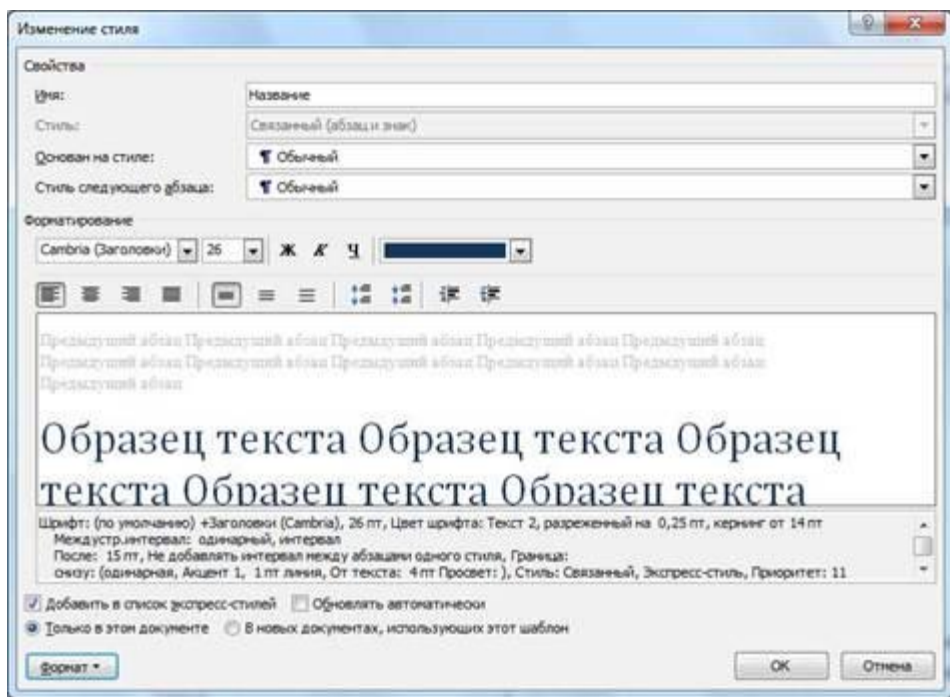 Изменение стиля
Свойства
Имя: Название
Стиль: Связанный (абзац и знак)
Основан на стиле: ¶ Обычный
Стиль следующего абзаца: ¶ Обычный
Форматирование
Cambria (Заголовки) 26 Ж К Ч
Предыдущий абзац Предыдущий абзац Предыдущий абзац Предыдущий абзац Предыдущий абзац
Предыдущий абзац Предыдущий абзац Предыдущий абзац Предыдущий абзац Предыдущий абзац
Предыдущий абзац
Образец текста Образец текста Образец
текста Образец текста Образец текста
Шрифт: (по умолчанию) +Заголовки (Cambria), 26 пт, Цвет шрифта: Текст 2, разреженный на 0,25 пт, кернинг от 14 пт
Междустр.интервал: одинарный, интервал
После: 15 пт, Не добавлять интервал между абзацами одного стиля, Граница:
снизу: (одинарная, Акцент 1, 1 пт линия, От текста: 4 пт Просвет: ), Стиль: Связанный, Экспресс-стиль, Приоритет: 11
Добавить в список экспресс-стилей Обновлять автоматически
Только в этом документе В новых документах, использующих этот шаблон
Формат OK Отмена